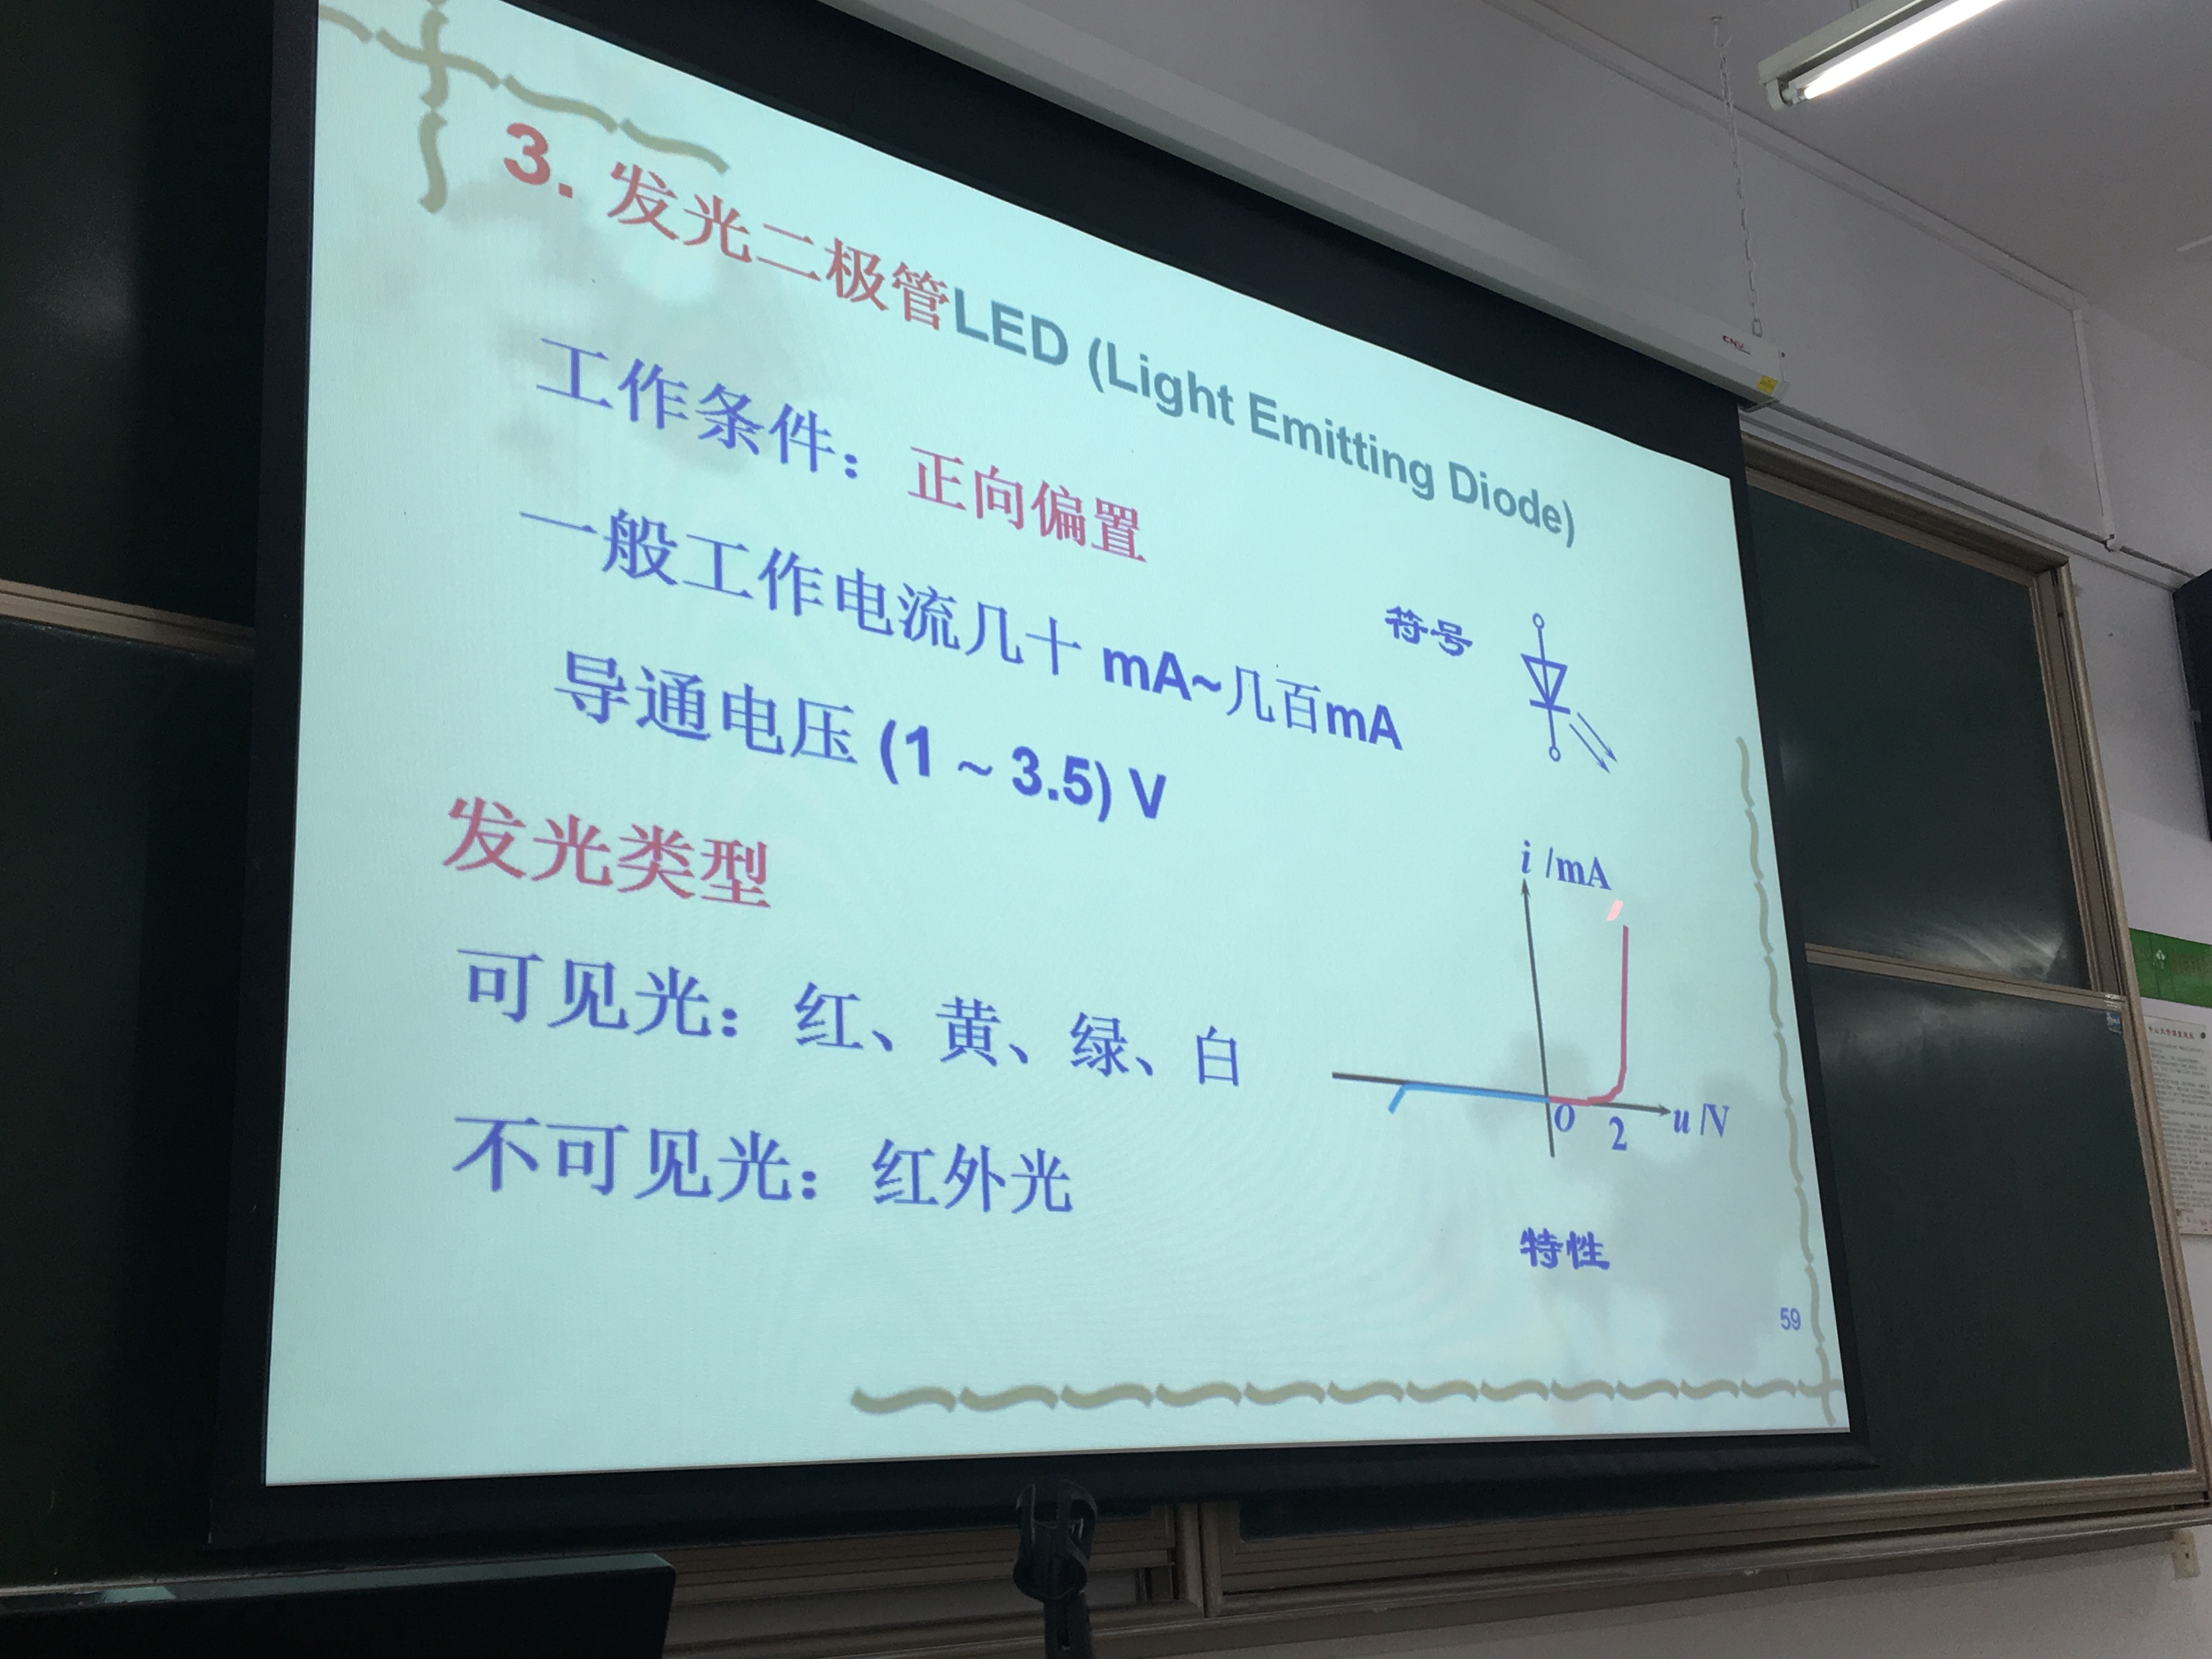 3. 发光二极管LED (Light Emitting Diode)
工作条件：正向偏置
一般工作电流几十 mA~几百mA
导通电压 (1 ~ 3.5) V
符号
发光类型
可见光：红、黄、绿、白
不可见光：红外光
i /mA
0
2
u /V
特性
59